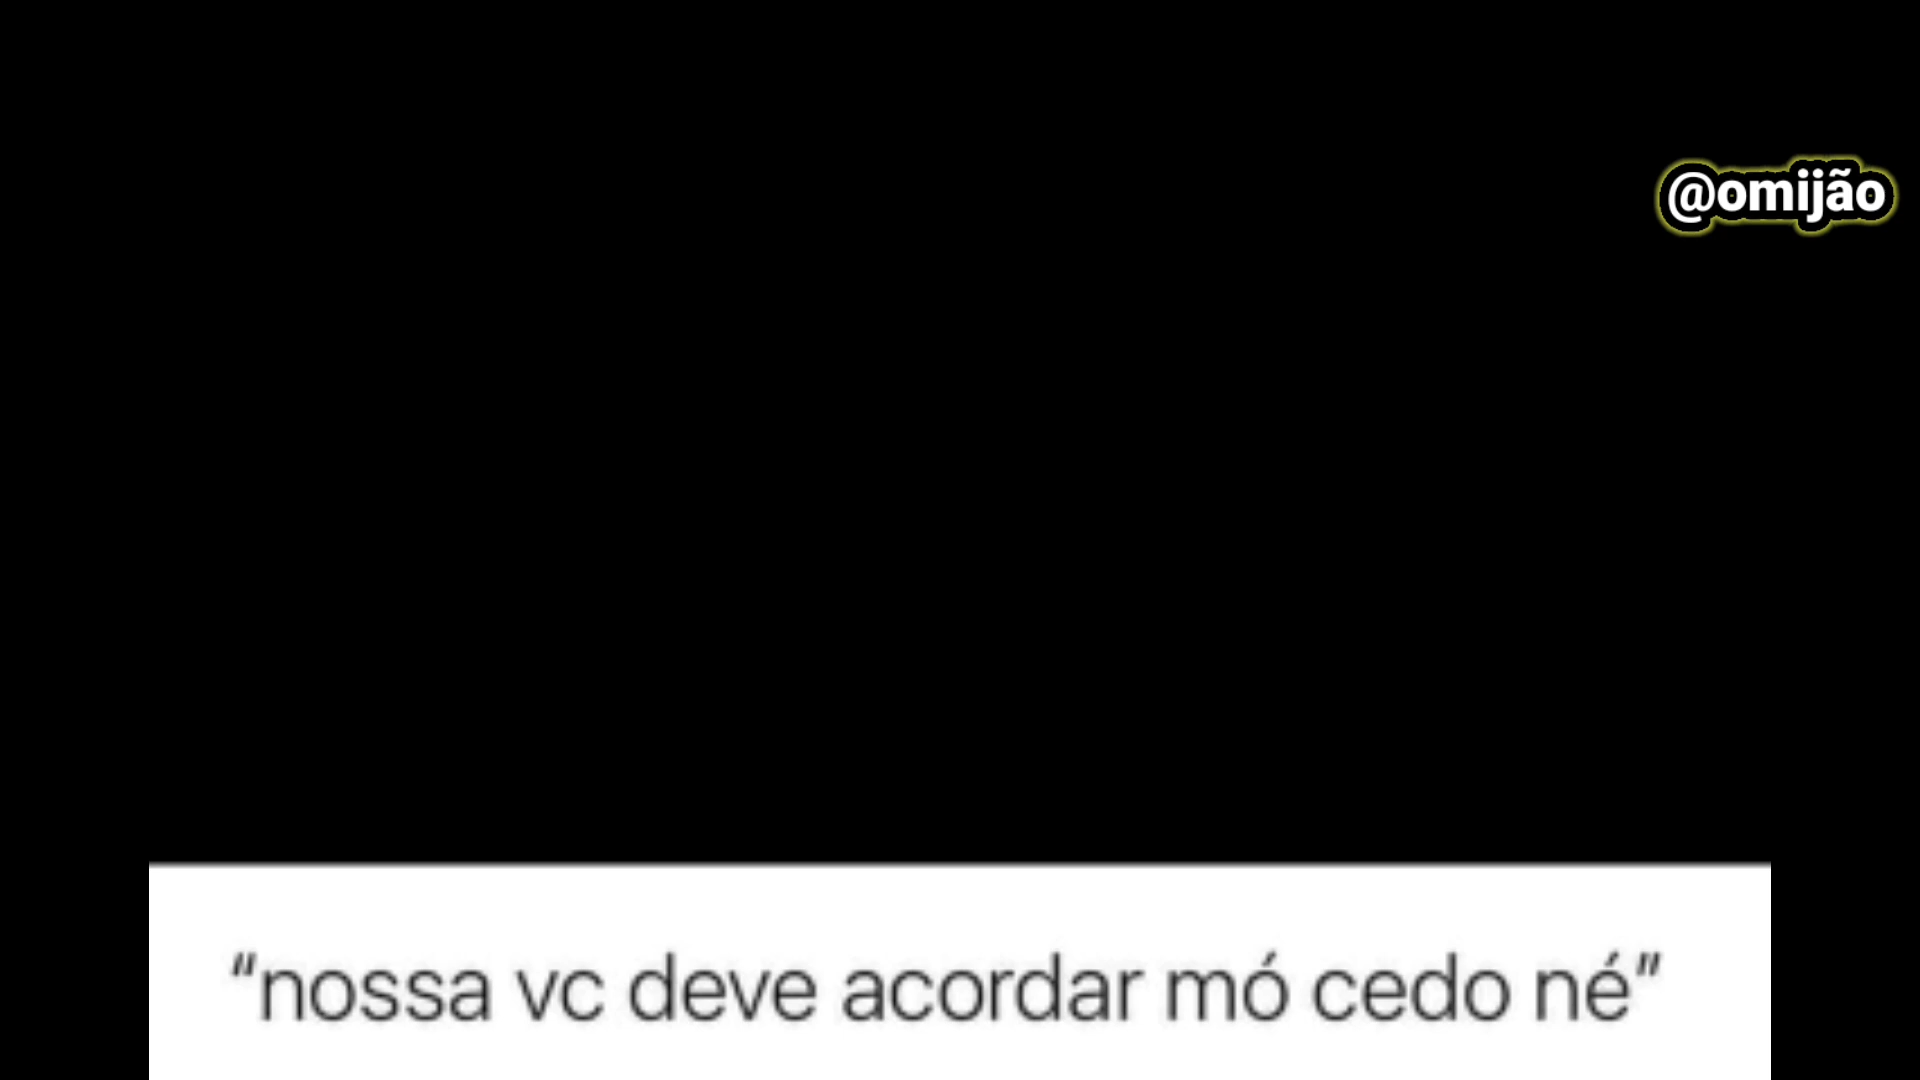 @omijão
“nossa vc deve acordar mó cedo né”